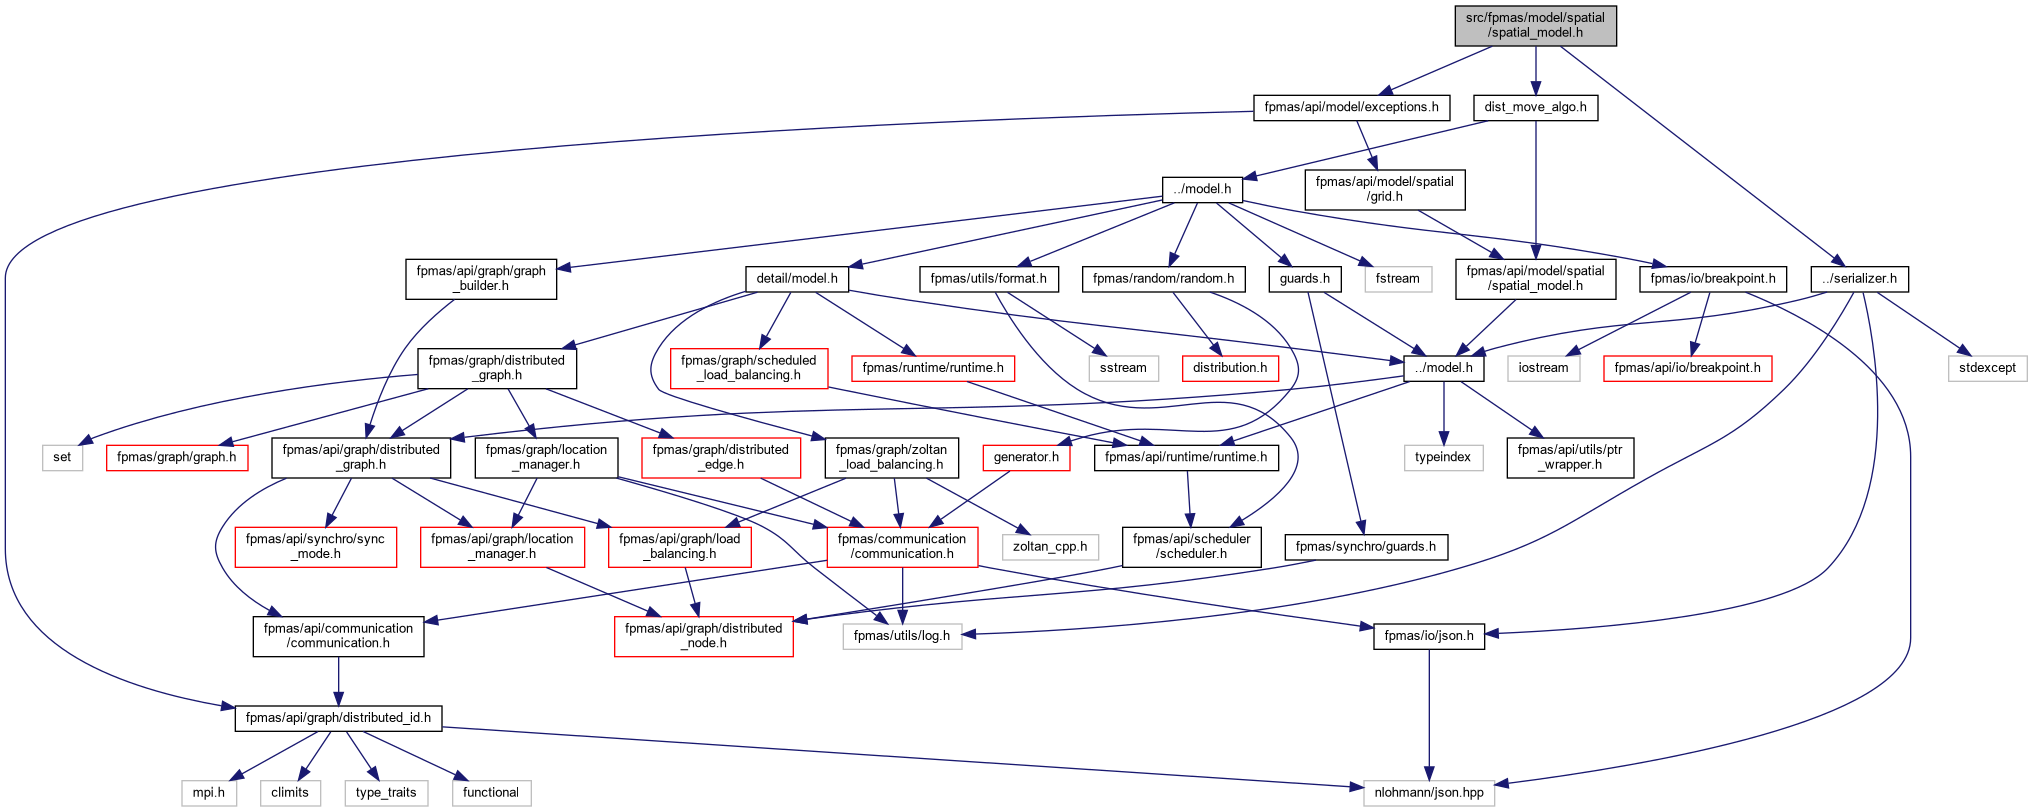 src/fpmas/model/spatial
/spatial_model.h
fpmas/api/model/exceptions.h
dist_move_algo.h
../model.h
fpmas/api/model/spatial
/grid.h
fpmas/api/graph/graph
_builder.h
detail/model.h
fpmas/utils/format.h
fpmas/random/random.h
guards.h
fstream
fpmas/api/model/spatial
/spatial_model.h
fpmas/io/breakpoint.h
../serializer.h
fpmas/graph/distributed
_graph.h
fpmas/graph/scheduled
_load_balancing.h
fpmas/runtime/runtime.h
sstream
distribution.h
../model.h
iostream
fpmas/api/io/breakpoint.h
stdexcept
set
fpmas/graph/graph.h
fpmas/api/graph/distributed
_graph.h
fpmas/graph/location
_manager.h
fpmas/graph/distributed
_edge.h
fpmas/graph/zoltan
_load_balancing.h
generator.h
fpmas/api/runtime/runtime.h
typeindex
fpmas/api/utils/ptr
_wrapper.h
fpmas/api/synchro/sync
_mode.h
fpmas/api/graph/location
_manager.h
fpmas/api/graph/load
_balancing.h
fpmas/communication
/communication.h
zoltan_cpp.h
fpmas/api/scheduler
/scheduler.h
fpmas/synchro/guards.h
fpmas/api/communication
/communication.h
fpmas/api/graph/distributed
_node.h
fpmas/utils/log.h
fpmas/io/json.h
fpmas/api/graph/distributed_id.h
mpi.h
climits
type_traits
functional
nlohmann/json.hpp